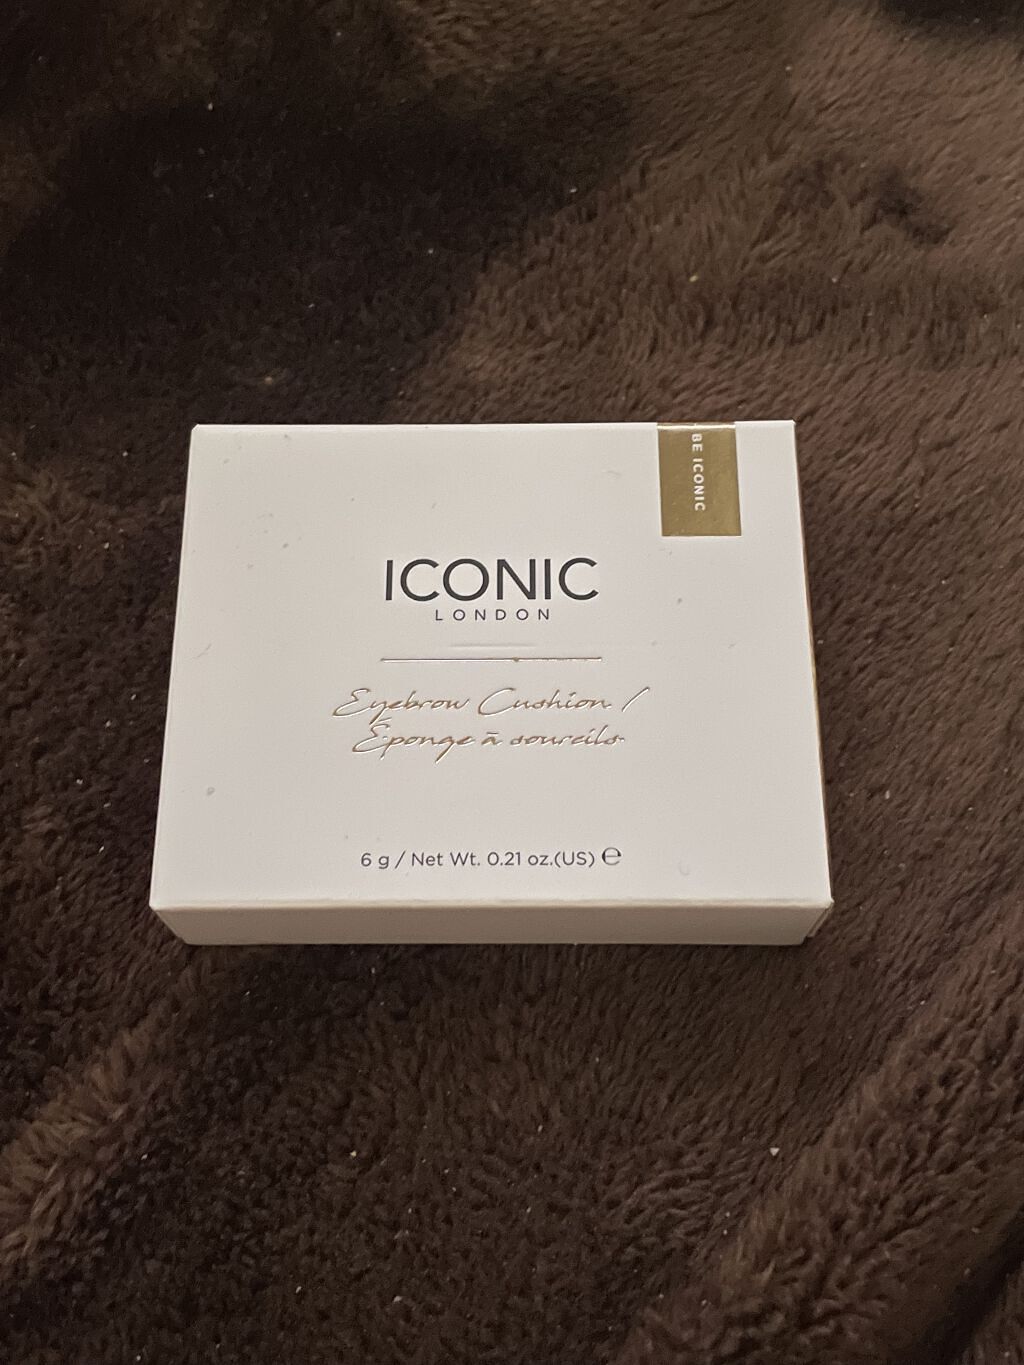 BE ICONIC
ICONIC
LONDON
Eyebrow Cushion /
Éponge à sourcils
6 g / Net Wt. 0.21 oz.(US) ℮